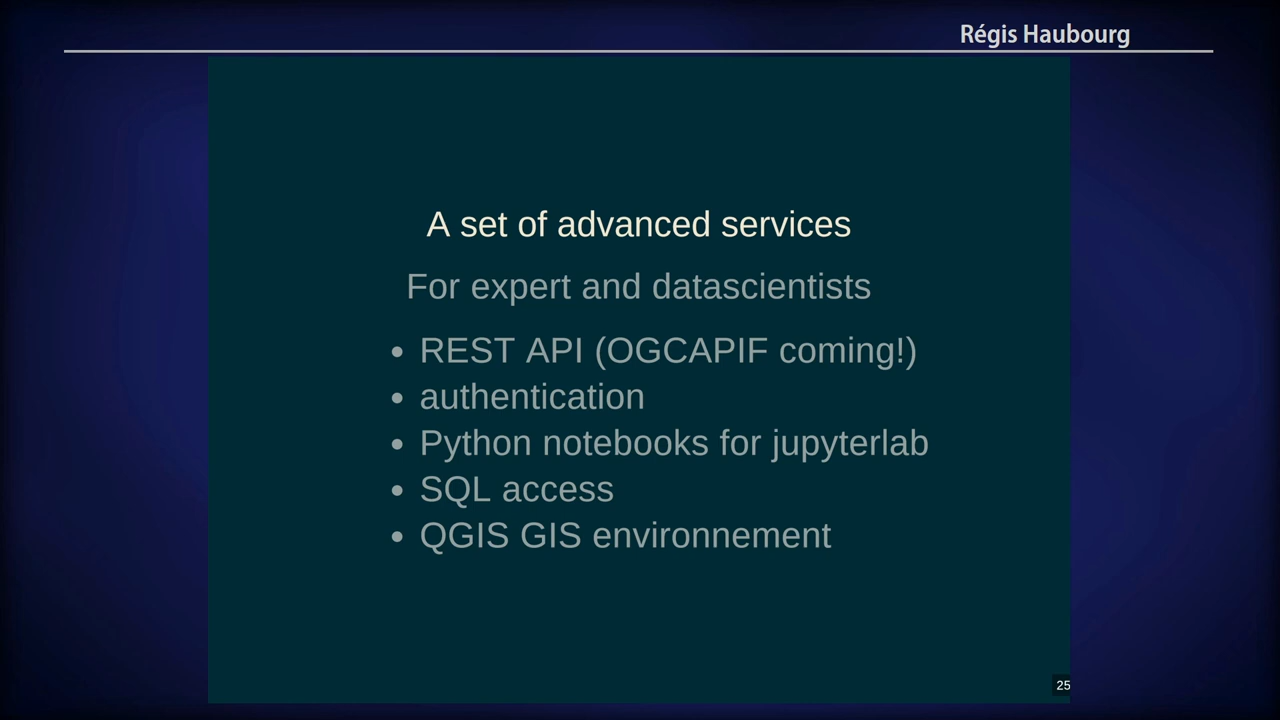 Régis Haubourg
A set of advanced services
For expert and datascientists
• REST API (OGCAPIF coming!)
• authentication
• Python notebooks for jupyterlab
• SQL access
• QGIS GIS environnement
25